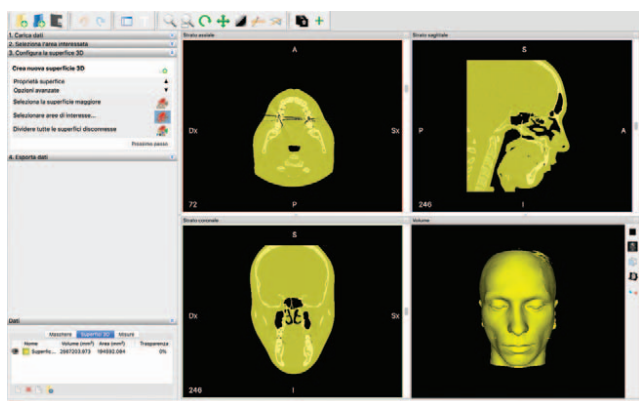 1. Carica dati
2. Seleziona l'area interessata
3. Configura la superficie 3D
Crea nuova superficie 3D
Proprietà superfice
Opzioni avanzate
Seleziona la superficie maggiore
Selezionare aree di interesse...
Dividere tutte le superfici disconnesse
Prossimo passo
4. Esporta dati
Dati
Maschere Superfici 3D Misure
Nome Volume (mm³) Area (mm²) Trasparenza
Superfic... 0%
Strato assiale
A
Dx Sx
72 P
Strato sagittale
S
P A
246 I
Strato coronale
S
Dx Sx
246 I
Volume